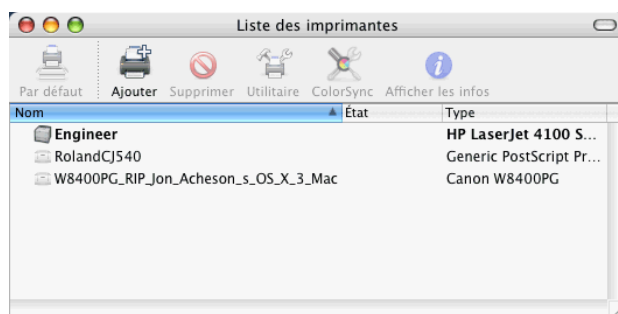 Liste des imprimantes
Par défaut Ajouter Supprimer Utilitaire ColorSync Afficher les infos
Nom État Type
Engineer HP LaserJet 4100 S...
RolandCJ540 Generic PostScript Pr...
W8400PG_RIP_Jon_Acheson_s_OS_X_3_Mac Canon W8400PG